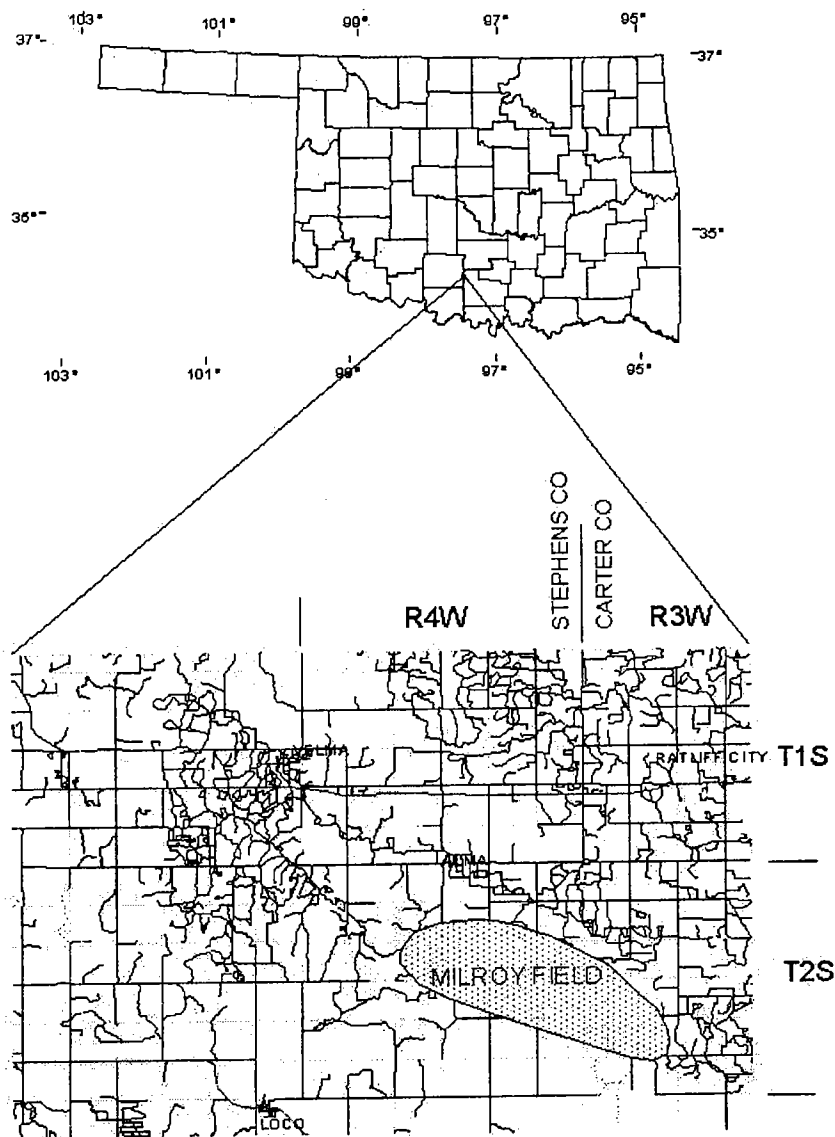 103° 101° 99° 97° 95°
37° 37°
35° 35°
103° 101° 99° 97° 95°
STEPHENS CO
CARTER CO
R4W R3W
VELMA
RATLIFF CITY T1S
ALMA
MILROY FIELD T2S
LOCO